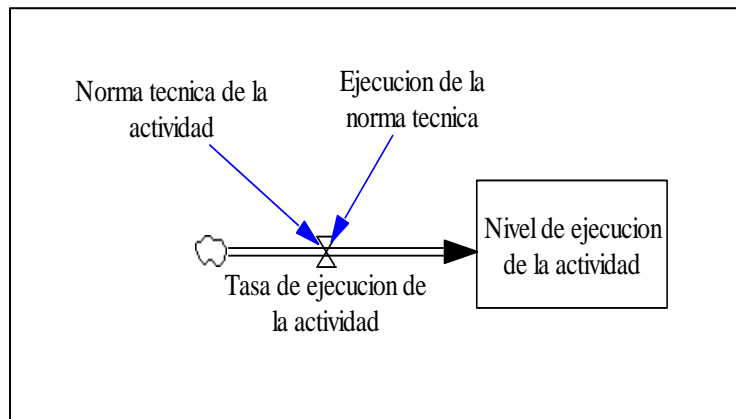 Norma tecnica de la
actividad
Ejecucion de la
norma tecnica
Nivel de ejecucion
de la actividad
Tasa de ejecucion de
la actividad